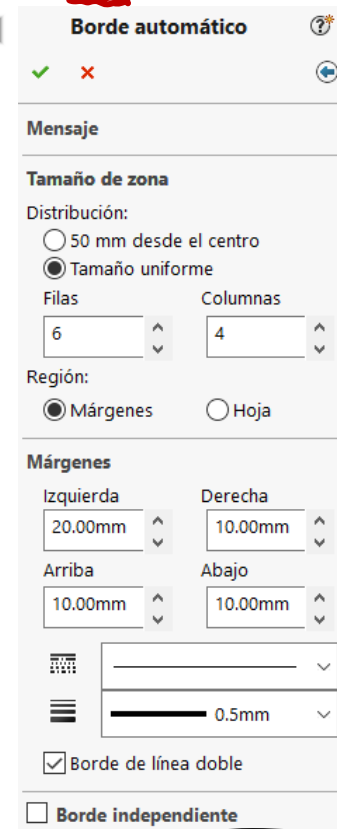 Borde automático
Mensaje
Tamaño de zona
Distribución:
50 mm desde el centro
Tamaño uniforme
Filas Columnas
6 4
Región:
Márgenes Hoja
Márgenes
Izquierda Derecha
20.00mm 10.00mm
Arriba Abajo
10.00mm 10.00mm
0.5mm
Borde de línea doble
Borde independiente